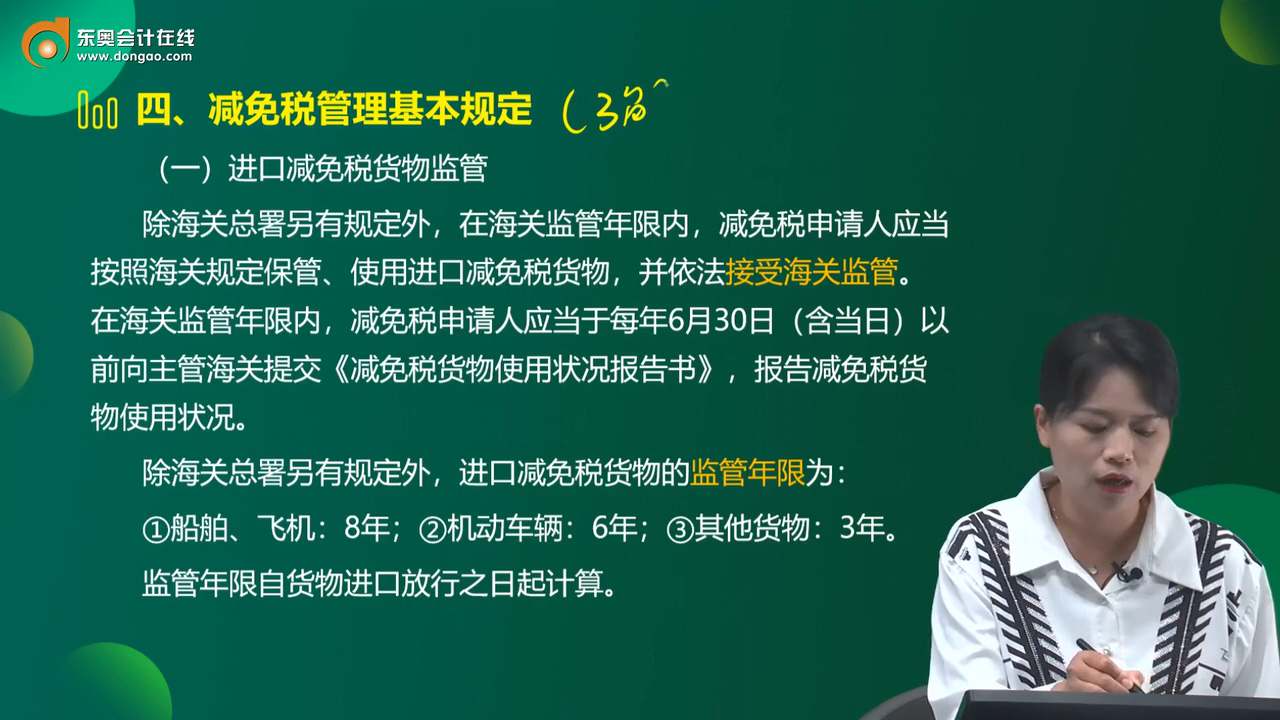 东奥会计在线
www.dongao.com
四、减免税管理基本规定
（一）进口减免税货物监管
除海关总署另有规定外，在海关监管年限内，减免税申请人应当
按照海关规定保管、使用进口减免税货物，并依法接受海关监管。
在海关监管年限内，减免税申请人应当于每年6月30日（含当日）以
前向主管海关提交《减免税货物使用状况报告书》，报告减免税货
物使用状况。
除海关总署另有规定外，进口减免税货物的监管年限为：
①船舶、飞机：8年；②机动车辆：6年；③其他货物：3年。
监管年限自货物进口放行之日起计算。